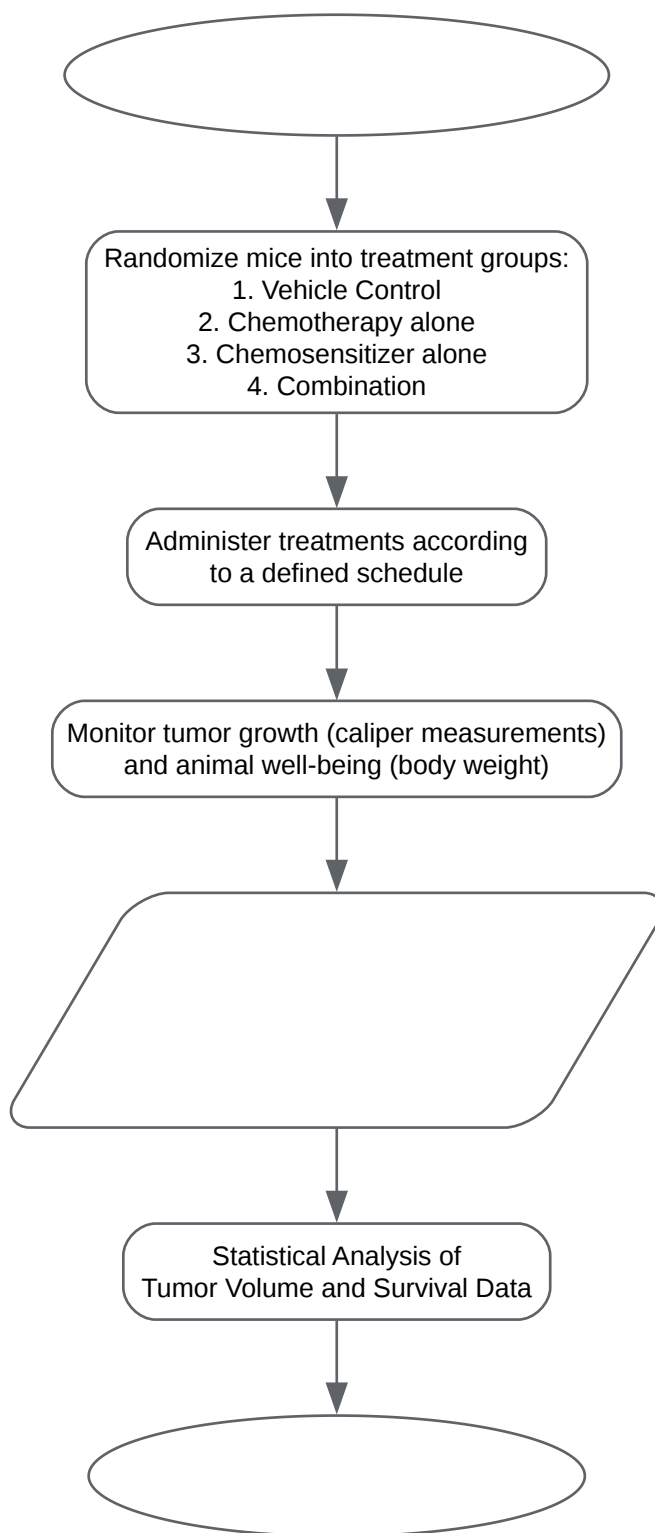 Randomize mice into treatment groups:
1. Vehicle Control
2. Chemotherapy alone
3. Chemosensitizer alone
4. Combination
Administer treatments according
to a defined schedule
Monitor tumor growth (caliper measurements)
and animal well-being (body weight)
Statistical Analysis of
Tumor Volume and Survival Data